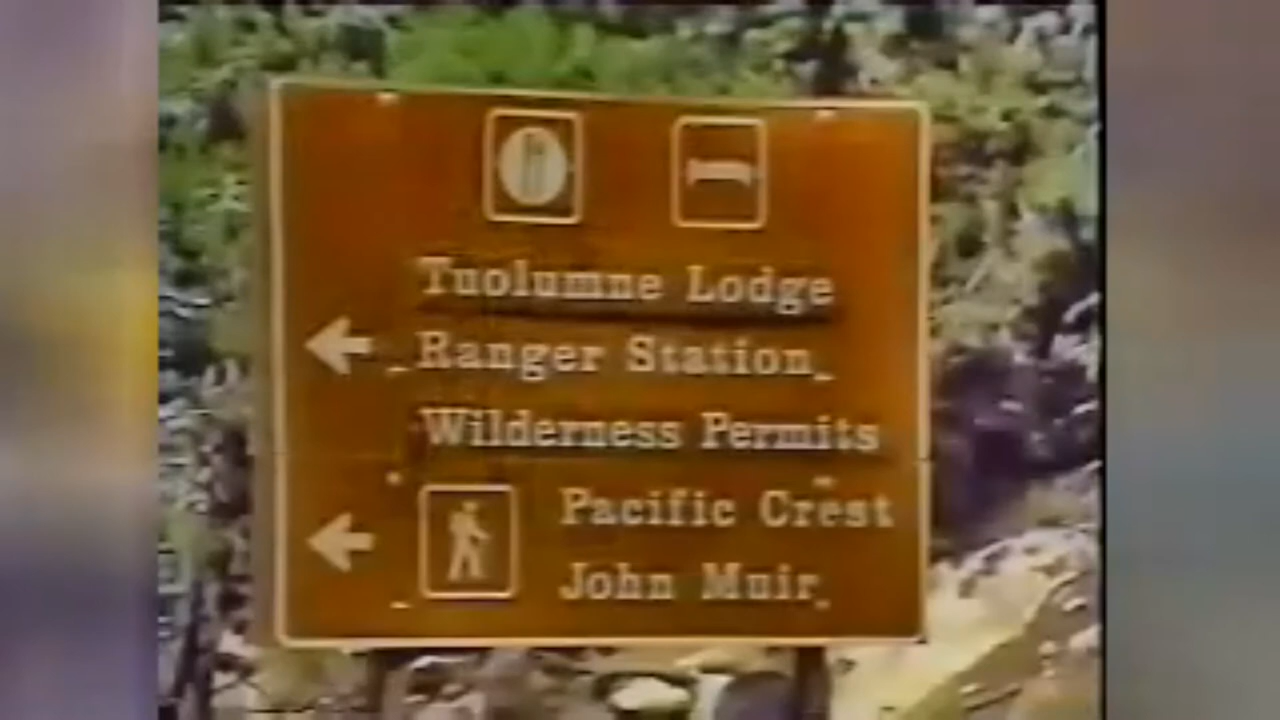 Tuolumne Lodge
Ranger Station
Wilderness Permits
Pacific Crest
John Muir